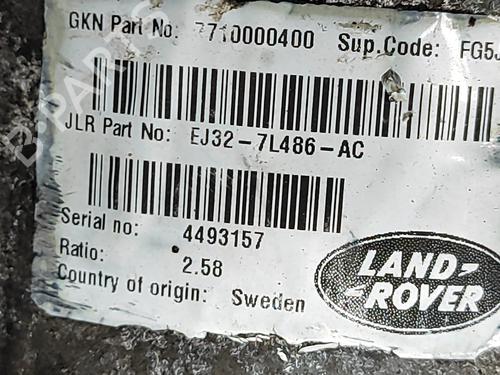 GKN Part No: 7710000400 Sup.Code: FG5J
JLR Part No: EJ32-7L486-AC
Serial no: 4493157
Ratio: 2.58
Country of origin: Sweden
LAND-
-ROVER